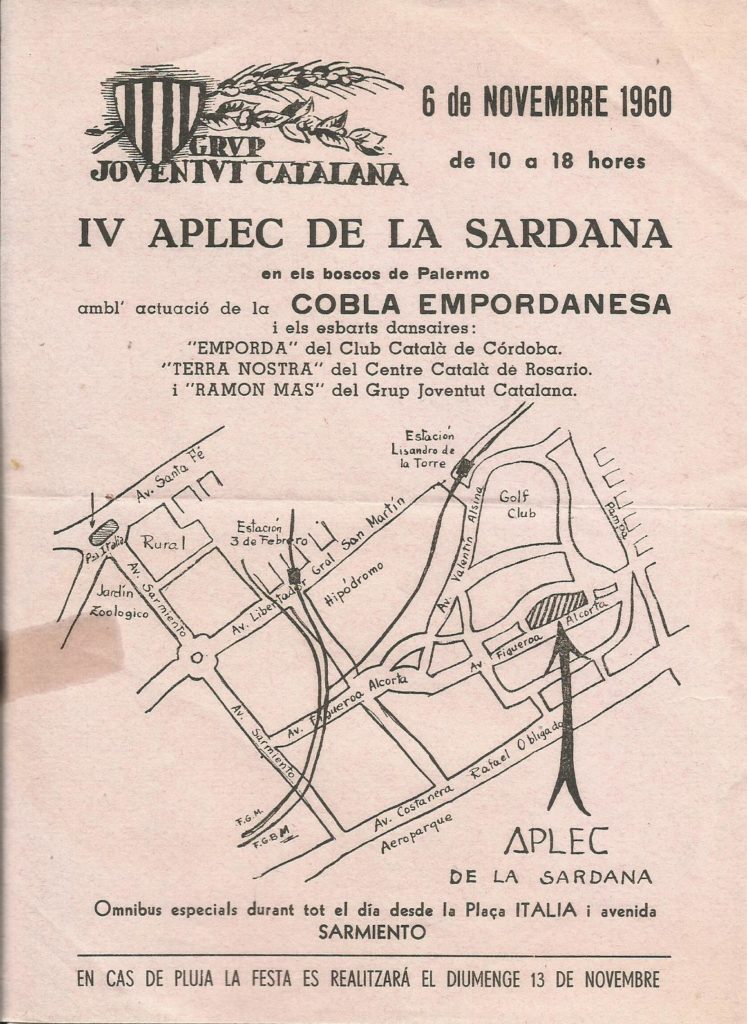 GRVP
JOVENTVT CATALANA
6 de NOVEMBRE 1960
de 10 a 18 hores
IV APLEC DE LA SARDANA
en els boscos de Palermo
ambl' actuació de la COBLA EMPORDANESA
i els esbarts dansaires:
"EMPORDA" del Club Català de Córdoba.
"TERRA NOSTRA" del Centre Català de Rosario.
i "RAMON MAS" del Grup Joventut Catalana.
Estación
Lisandro de
la Torre
Av. Santa Fé
Golf
Club
Pampa
Estación
3 de Febrero
Rural
Pza Italia
Av. Libertador Gral San Martín
Hipódromo
Av. Valentin Alsina
Jardín
Zoologico
Av. Sarmiento
Av Figueroa Alcorta
Av. Figueroa Alcorta
Av. Sarmiento
Av. Costanera Rafael Obligado
Aeroparque
F.G.M.
F.G.B M
APLEC
DE LA SARDANA
Omnibus especials durant tot el día desde la Plaça ITALIA i avenida
SARMIENTO
EN CAS DE PLUJA LA FESTA ES REALITZARÁ EL DIUMENGE 13 DE NOVEMBRE